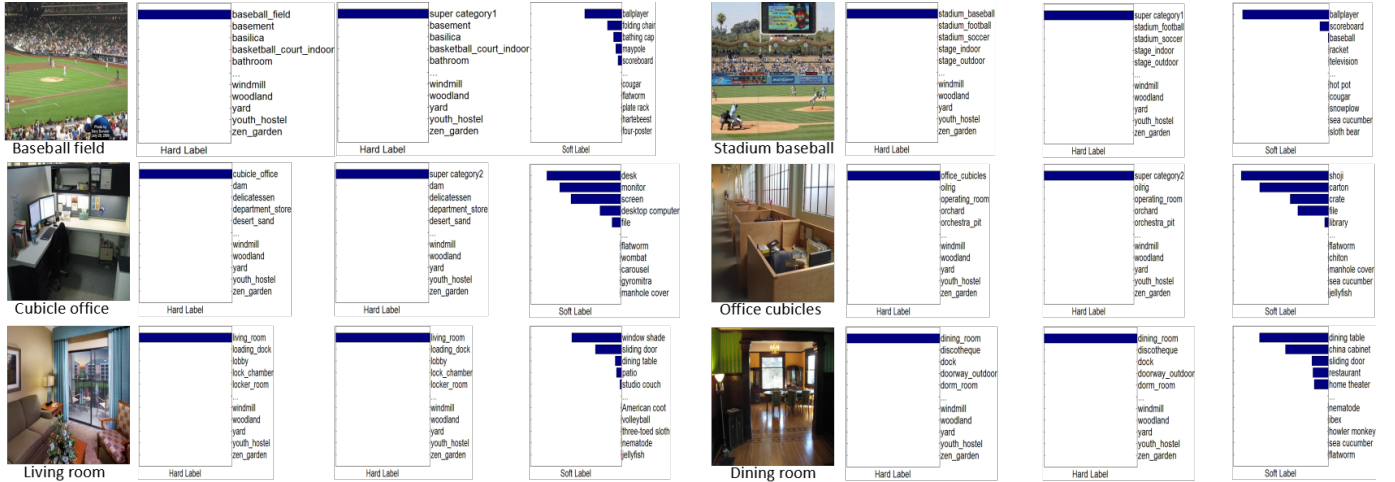 baseball_field
basement
basilica
basketball_court_indoor
bathroom
...
windmill
woodland
yard
youth_hostel
zen_garden
Hard Label
super category1
basement
basilica
basketball_court_indoor
bathroom
...
windmill
woodland
yard
youth_hostel
zen_garden
Hard Label
ballplayer
folding chair
bathing cap
maypole
scoreboard
...
cougar
flatworm
plate rack
hartebeest
four-poster
Soft Label
Baseball field
stadium_baseball
stadium_football
stadium_soccer
stage_indoor
stage_outdoor
...
windmill
woodland
yard
youth_hostel
zen_garden
Hard Label
super category1
stadium_football
stadium_soccer
stage_indoor
stage_outdoor
...
windmill
woodland
yard
youth_hostel
zen_garden
Hard Label
ballplayer
scoreboard
baseball
racket
television
...
hot pot
cougar
snowplow
sea cucumber
sloth bear
Soft Label
Stadium baseball
cubicle_office
dam
delicatessen
department_store
desert_sand
...
windmill
woodland
yard
youth_hostel
zen_garden
Hard Label
super category2
dam
delicatessen
department_store
desert_sand
...
windmill
woodland
yard
youth_hostel
zen_garden
Hard Label
desk
monitor
screen
desktop computer
file
...
flatworm
wombat
carousel
gyromitra
manhole cover
Soft Label
Cubicle office
office_cubicles
oilrig
operating_room
orchard
orchestra_pit
...
windmill
woodland
yard
youth_hostel
zen_garden
Hard Label
super category2
oilrig
operating_room
orchard
orchestra_pit
...
windmill
woodland
yard
youth_hostel
zen_garden
Hard Label
shoji
carton
crate
file
library
...
flatworm
chiton
manhole cover
sea cucumber
jellyfish
Soft Label
Office cubicles
living_room
loading_dock
lobby
lock_chamber
locker_room
...
windmill
woodland
yard
youth_hostel
zen_garden
Hard Label
living_room
loading_dock
lobby
lock_chamber
locker_room
...
windmill
woodland
yard
youth_hostel
zen_garden
Hard Label
window shade
sliding door
dining table
patio
studio couch
...
American coot
volleyball
three-toed sloth
nematode
jellyfish
Soft Label
Living room
dining_room
discotheque
dock
doorway_outdoor
dorm_room
...
windmill
woodland
yard
youth_hostel
zen_garden
Hard Label
dining_room
discotheque
dock
doorway_outdoor
dorm_room
...
windmill
woodland
yard
youth_hostel
zen_garden
Hard Label
dining table
china cabinet
sliding door
restaurant
home theater
...
nematode
ibex
howler monkey
sea cucumber
flatworm
Soft Label
Dining room